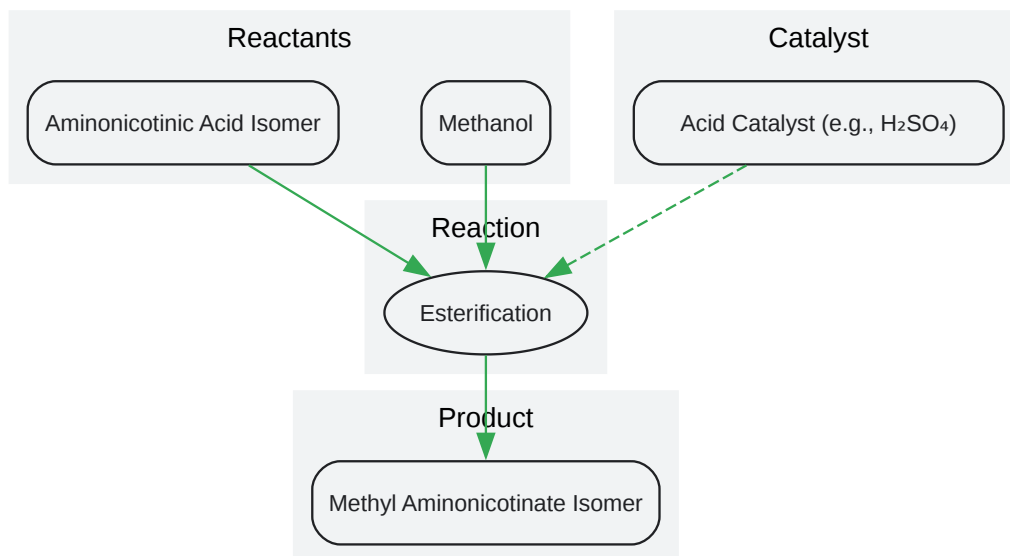 Reactants
Catalyst
Aminonicotinic Acid Isomer
Methanol
Acid Catalyst (e.g., H₂SO₄)
Reaction
Esterification
Product
Methyl Aminonicotinate Isomer